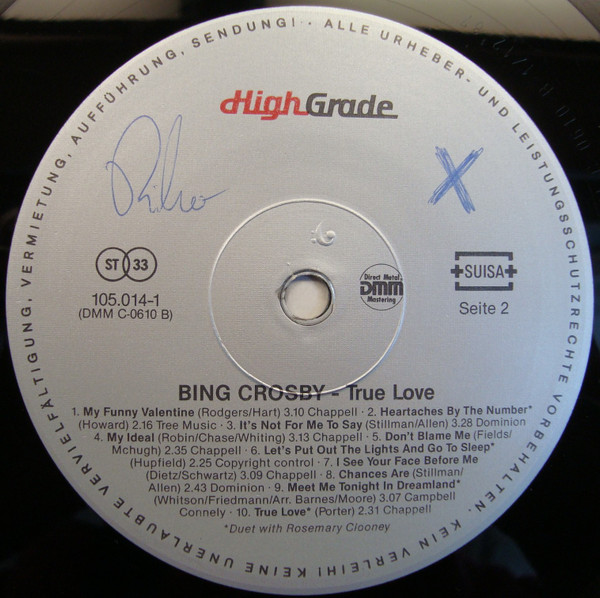 VERVIELFÄLTIGUNG, VERMIETUNG, AUFFÜHRUNG, SENDUNG! · ALLE URHEBER- UND LEISTUNGSSCHUTZRECHTE VORBEHALTEN. KEIN VERLEIH! KEINE UNERLAUBTE
HighGrade
ST 33
105.014-1
(DMM C-0610 B)
Direct Metal
DMM
Mastering
SUISA
Seite 2
BING CROSBY - True Love
1. My Funny Valentine (Rodgers/Hart) 3.10 Chappell · 2. Heartaches By The Number*
(Howard) 2.16 Tree Music · 3. It's Not For Me To Say (Stillman/Allen) 3.28 Dominion
4. My Ideal (Robin/Chase/Whiting) 3.13 Chappell · 5. Don't Blame Me (Fields/
Mchugh) 2.35 Chappell · 6. Let's Put Out The Lights And Go To Sleep*
(Hupfield) 2.25 Copyright control · 7. I See Your Face Before Me
(Dietz/Schwartz) 3.09 Chappell · 8. Chances Are (Stillman/
Allen) 2.43 Dominion · 9. Meet Me Tonight In Dreamland*
(Whitson/Friedmann/Arr. Barnes/Moore) 3.07 Campbell
Connely · 10. True Love* (Porter) 2.31 Chappell
*Duet with Rosemary Clooney